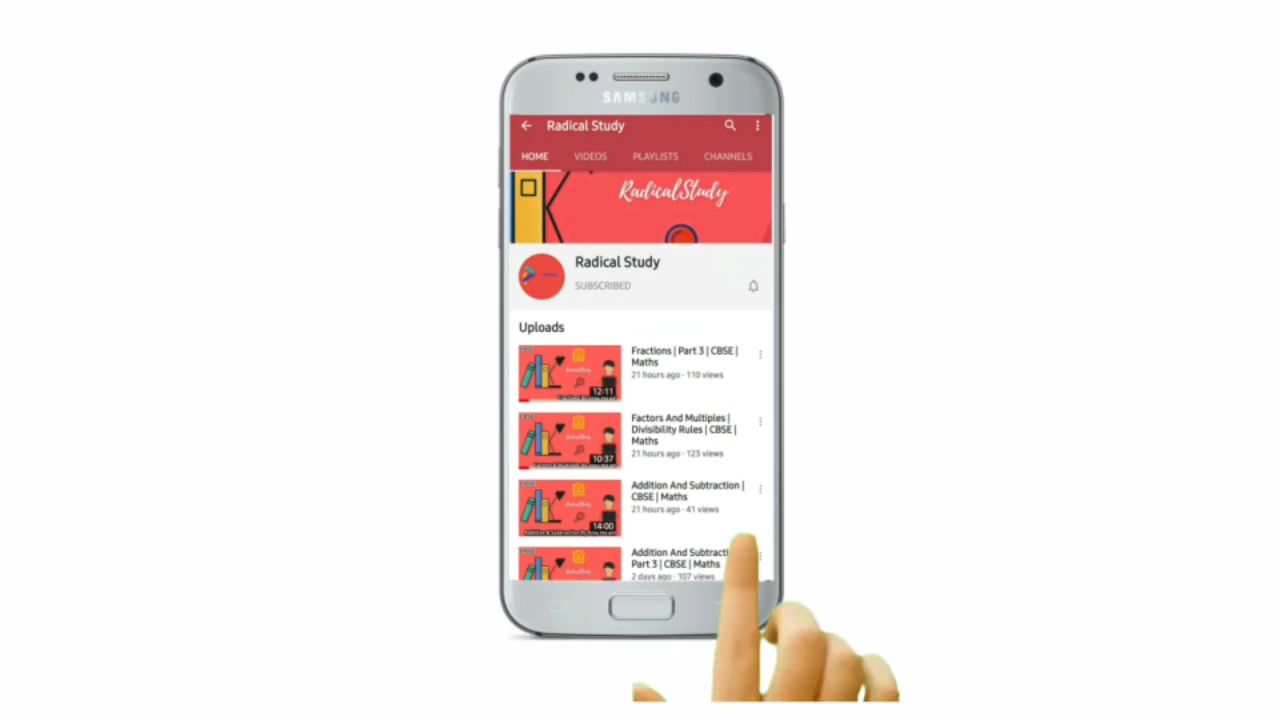 SAMSUNG
Radical Study
HOME VIDEOS PLAYLISTS CHANNELS
RadicalStudy
Radical Study
SUBSCRIBED
Uploads
Fractions | Part 3 | CBSE |
Maths
21 hours ago · 110 views
12:11
Factors And Multiples |
Divisibility Rules | CBSE |
Maths
21 hours ago · 123 views
10:37
Addition And Subtraction |
CBSE | Maths
21 hours ago · 41 views
14:00
Addition And
Part 3 | CBSE | Maths
2 days ago · 107 views